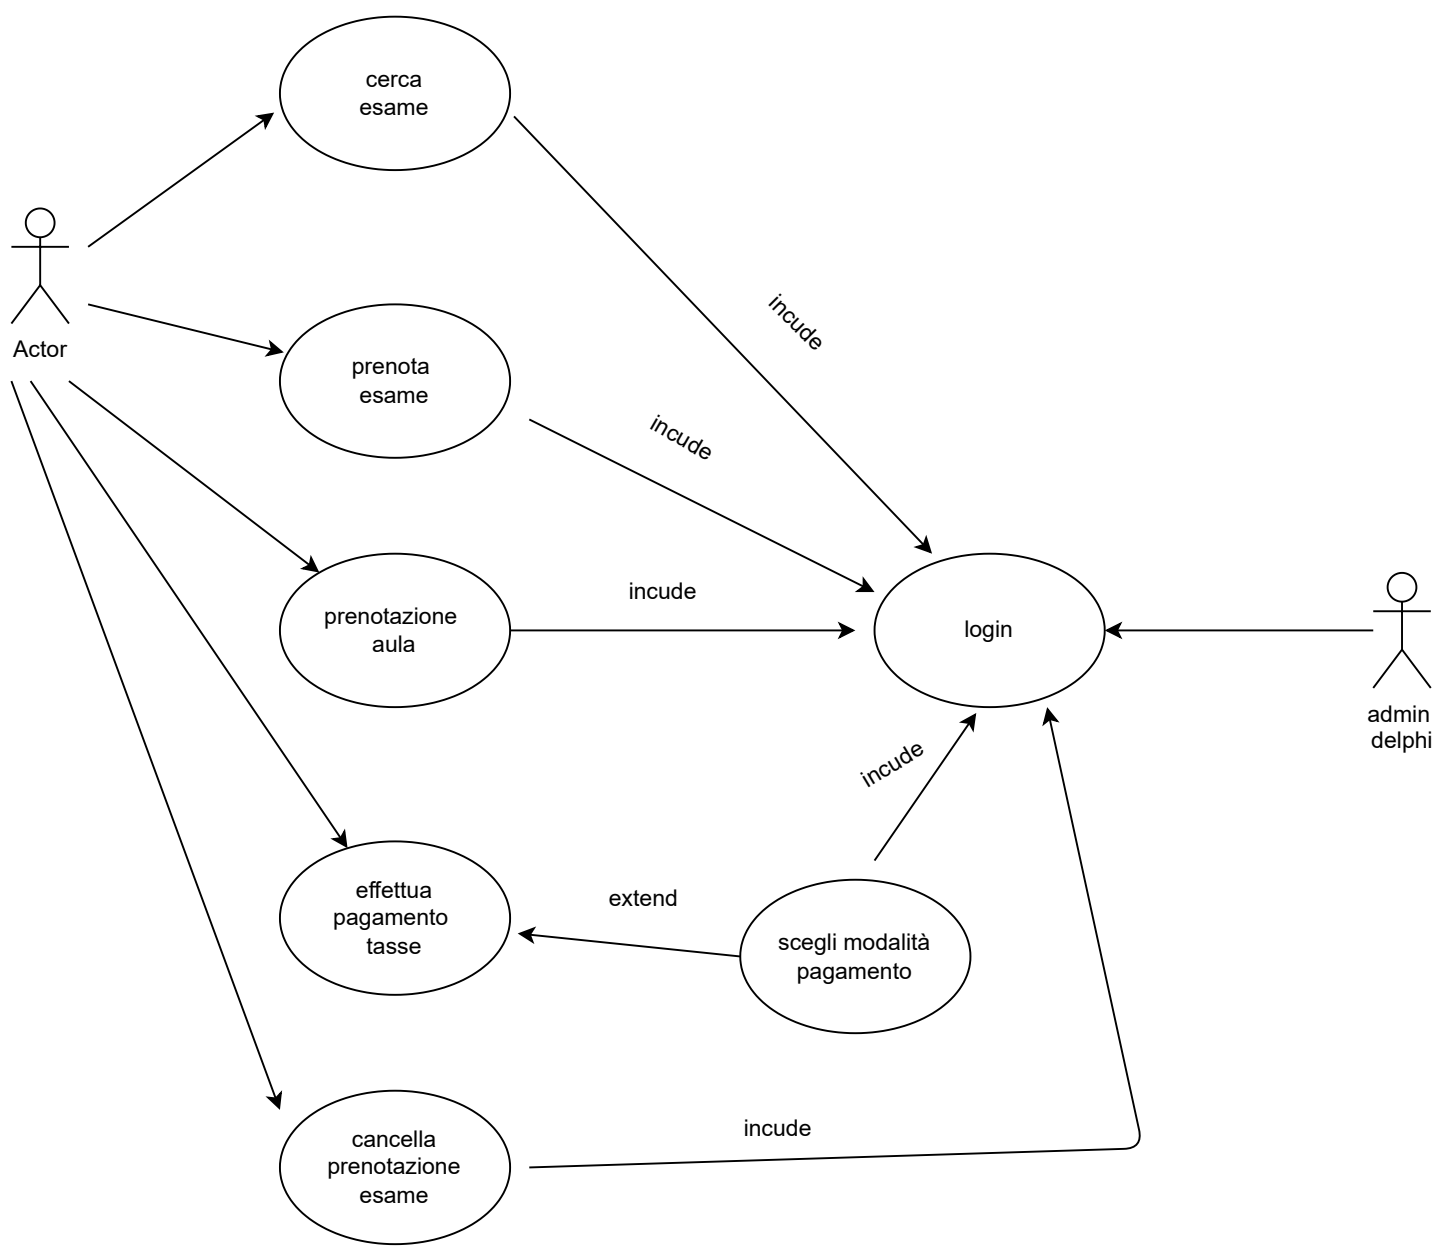 cerca
esame
incude
Actor
prenota
esame
incude
prenotazione
aula
incude
login
admin
delphi
incude
effettua
pagamento
tasse
extend
scegli modalità
pagamento
cancella
prenotazione
esame
incude